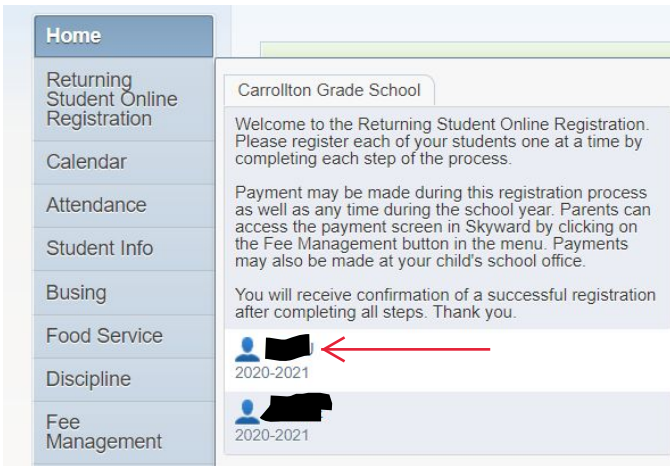 Home
Returning
Student Online
Registration
Calendar
Attendance
Student Info
Busing
Food Service
Discipline
Fee
Management
Carrollton Grade School
Welcome to the Returning Student Online Registration.
Please register each of your students one at a time by
completing each step of the process.
Payment may be made during this registration process
as well as any time during the school year. Parents can
access the payment screen in Skyward by clicking on
the Fee Management button in the menu. Payments
may also be made at your child's school office.
You will receive confirmation of a successful registration
after completing all steps. Thank you.
2020-2021
2020-2021